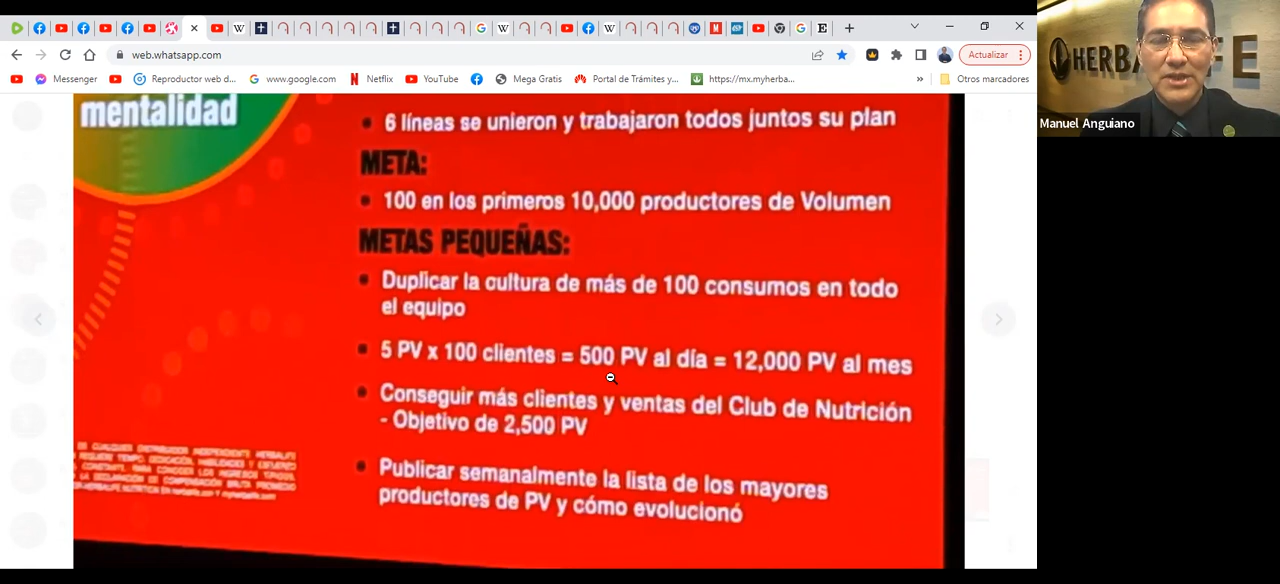 web.whatsapp.com
Actualizar
Messenger
Reproductor web d...
www.google.com
Netflix
YouTube
Mega Gratis
Portal de Trámites y...
https://mx.myherba...
»
Otros marcadores
mentalidad
• 6 líneas se unieron y trabajaron todos juntos su plan
META:
• 100 en los primeros 10,000 productores de Volumen
METAS PEQUEÑAS:
• Duplicar la cultura de más de 100 consumos en todo
el equipo
• 5 PV x 100 clientes = 500 PV al día = 12,000 PV al mes
• Conseguir más clientes y ventas del Club de Nutrición
- Objetivo de 2,500 PV
• Publicar semanalmente la lista de los mayores
productores de PV y cómo evolucionó
HERBA FE
Manuel Anguiano